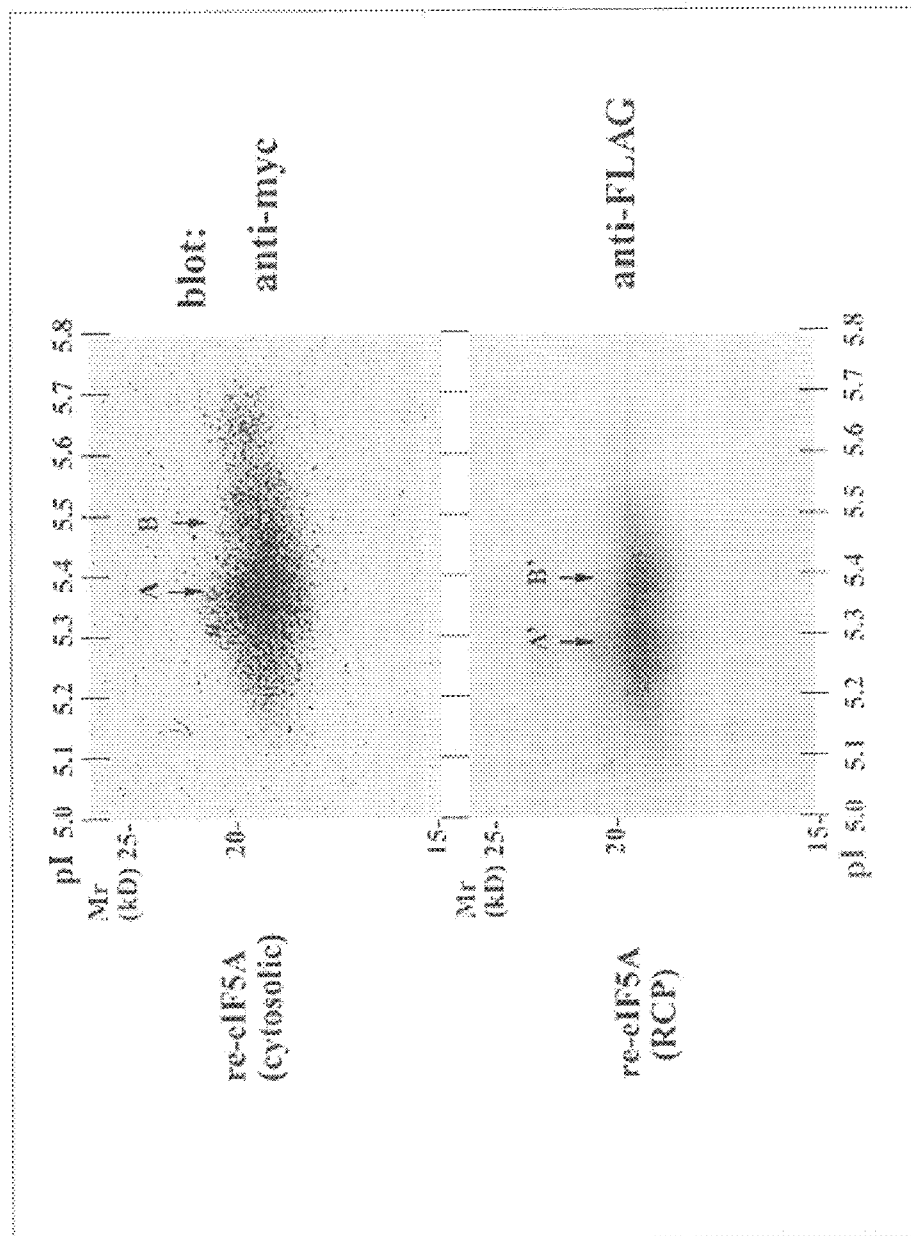 blot:
pI 5.0 5.1 5.2 5.3 5.4 5.5 5.6 5.7 5.8
Mr
(kD) 25-
A B
anti-myc
re-eIF5A
(cytosolic)
20-
15-
Mr
(kD) 25-
A' B'
anti-FLAG
re-eIF5A
(RCP)
20-
15-
pI 5.0 5.1 5.2 5.3 5.4 5.5 5.6 5.7 5.8